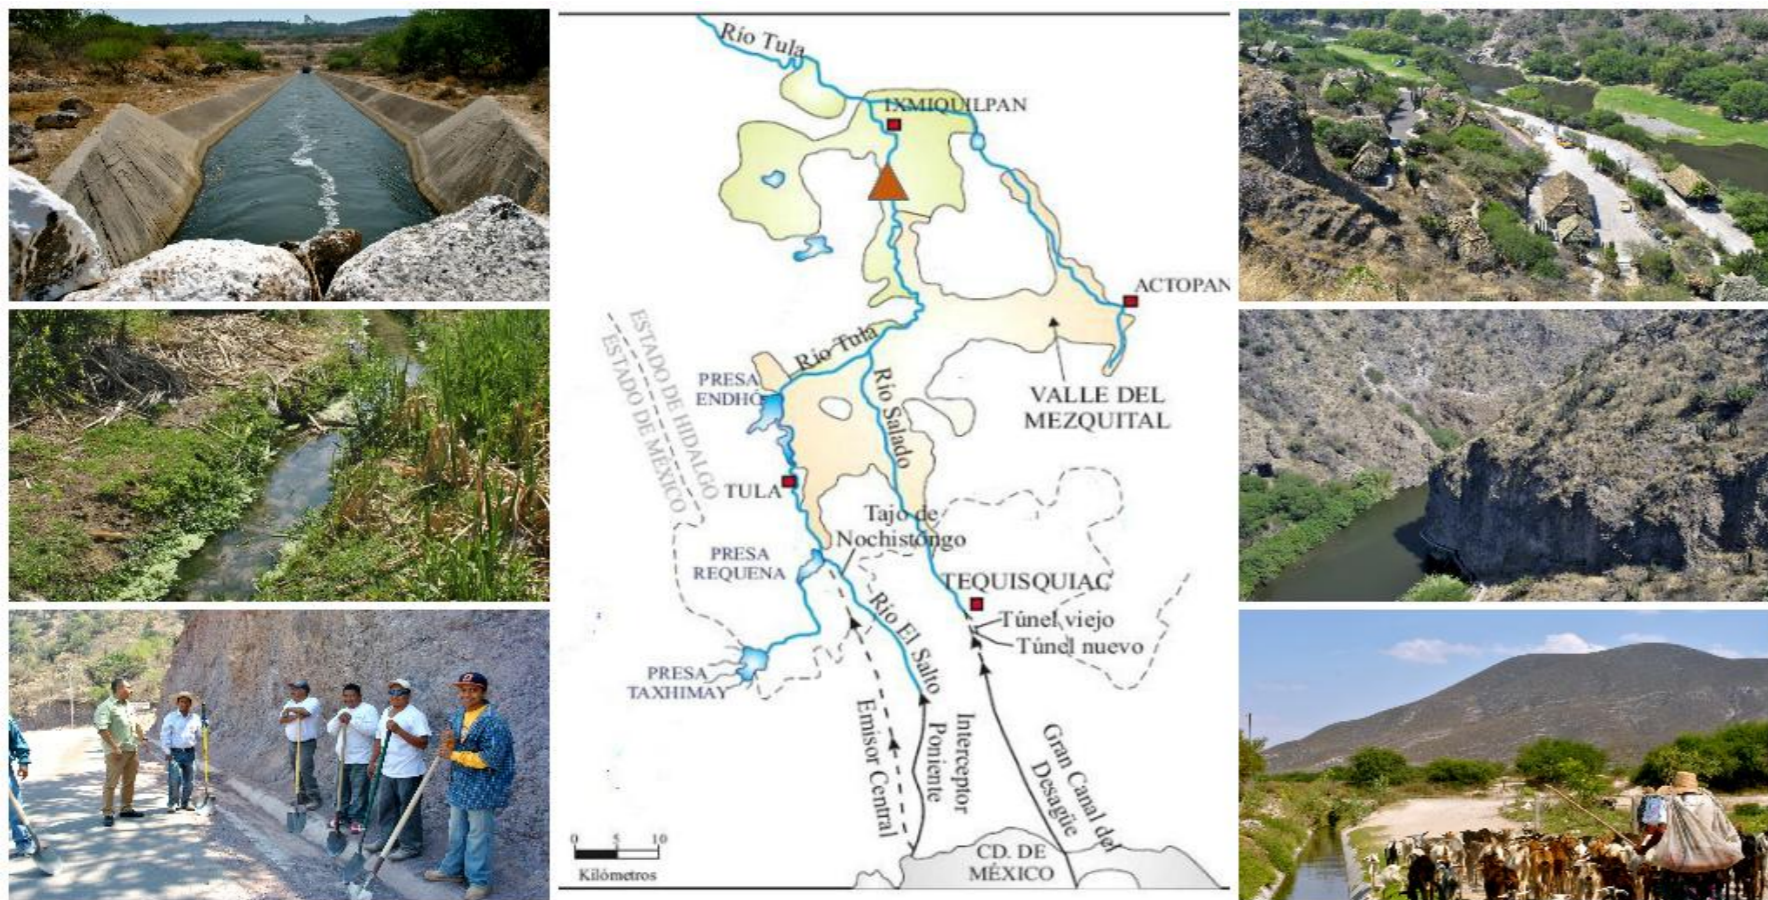 Río Tula
IXMIQUILPAN
ACTOPAN
ESTADO DE HIDALGO
ESTADO DE MÉXICO
Río Tula
PRESA
ENDHÓ
Río Salado
VALLE DEL
MEZQUITAL
TULA
Tajo de
Nochistongo
PRESA
REQUENA
TEQUISQUIAC
Túnel viejo
Túnel nuevo
Río El Salto
PRESA
TAXHIMAY
Emisor Central
Interceptor
Poniente
Gran Canal del
Desagüe
0 5 10
Kilómetros
CD. DE
MÉXICO